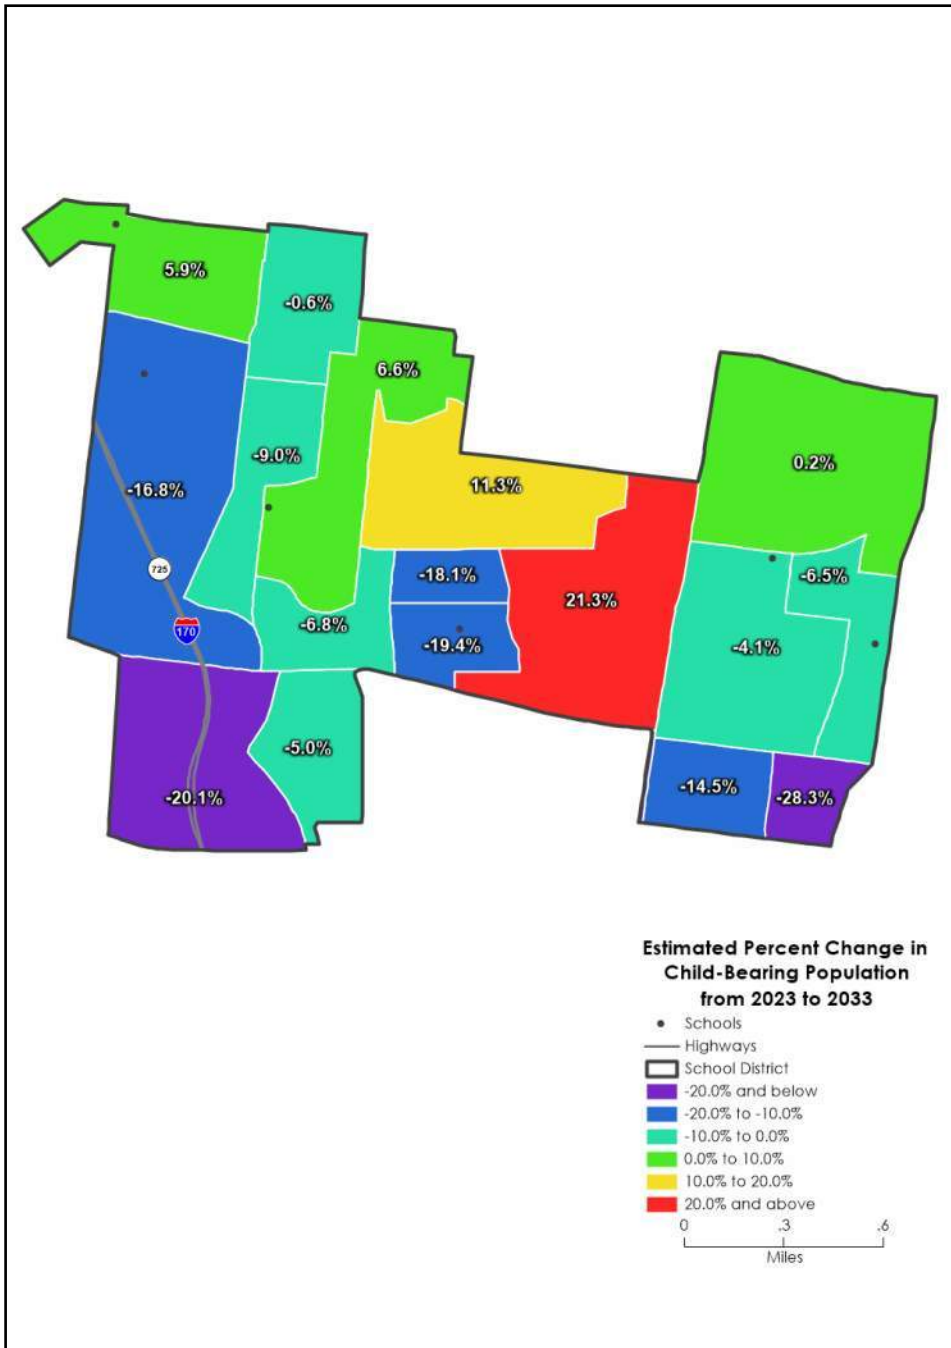 5.9%
-0.6%
6.6%
-9.0%
0.2%
11.3%
-16.8%
725
-18.1%
-6.5%
21.3%
170
-6.8%
-19.4%
-4.1%
-5.0%
-20.1%
-14.5%
-28.3%
Estimated Percent Change in
Child-Bearing Population
from 2023 to 2033
Schools
Highways
School District
-20.0% and below
-20.0% to -10.0%
-10.0% to 0.0%
0.0% to 10.0%
10.0% to 20.0%
20.0% and above
0 .3 .6
Miles